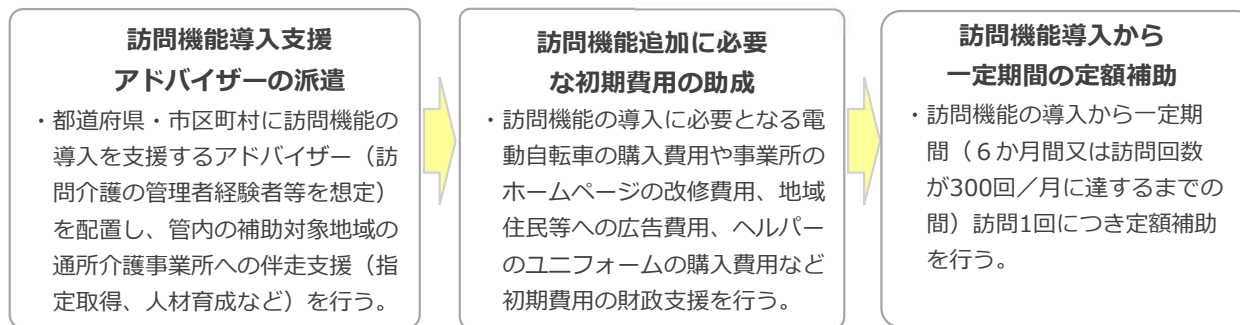 訪問機能導入支援
アドバイザーの派遣
・都道府県・市区町村に訪問機能の
導入を支援するアドバイザー（訪
問介護の管理者経験者等を想定）
を配置し、管内の補助対象地域の
通所介護事業所への伴走支援（指
定取得、人材育成など）を行う。
訪問機能追加に必要
な初期費用の助成
・訪問機能の導入に必要となる電
動自転車の購入費用や事業所の
ホームページの改修費用、地域
住民等への広告費用、ヘルパー
のユニフォームの購入費用など
初期費用の財政支援を行う。
訪問機能導入から
一定期間の定額補助
・訪問機能の導入から一定期
間（６か月間又は訪問回数
が300回／月に達するまでの
間）訪問1回につき定額補助
を行う。